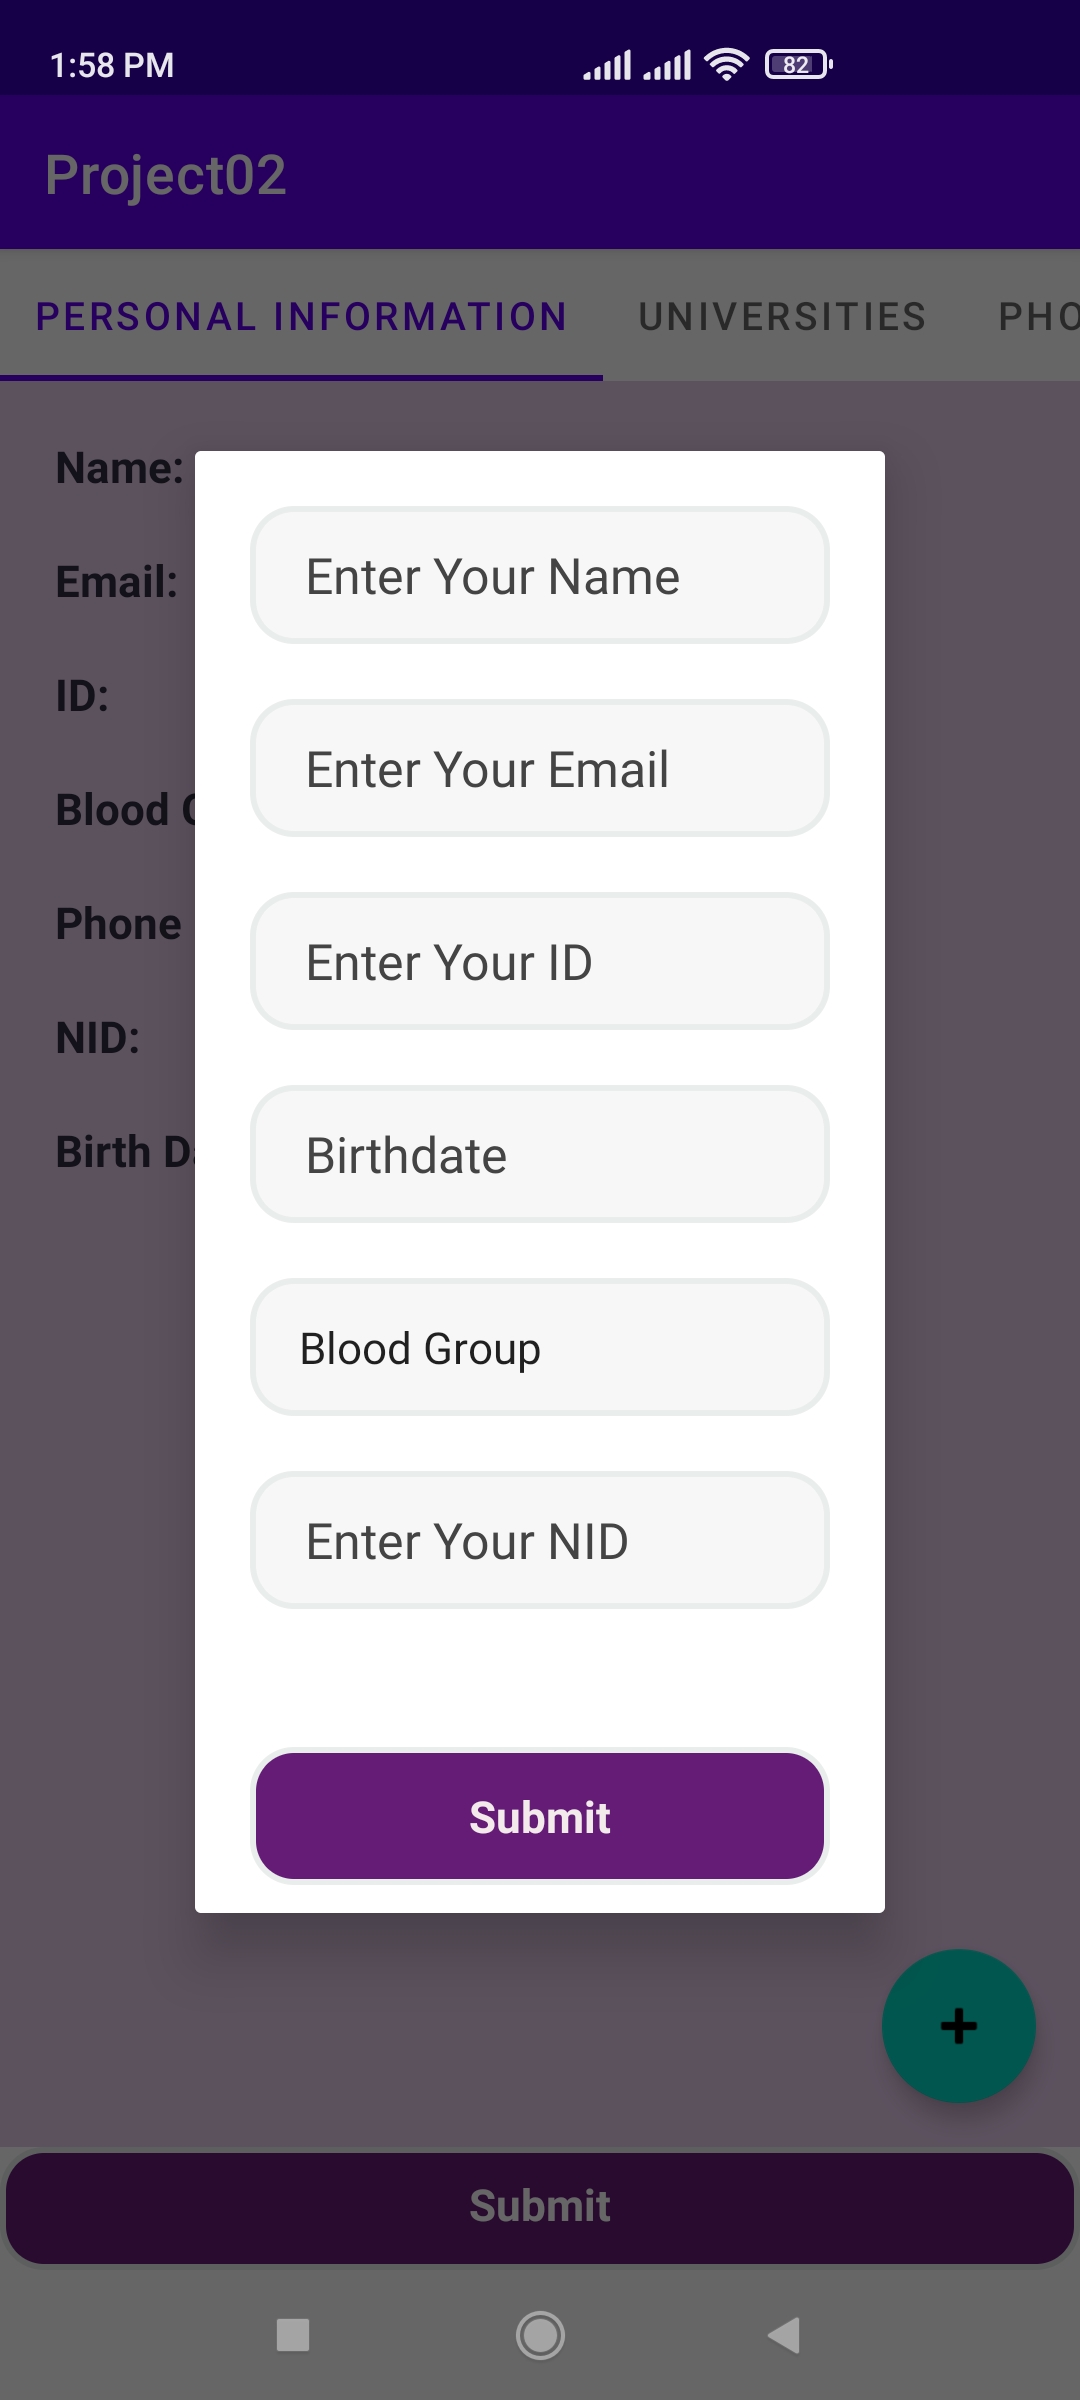 1:58 PM
82
Project02
PERSONAL INFORMATION UNIVERSITIES PHO
Name:
Email:
ID:
Blood G
Phone
NID:
Birth Da
Enter Your Name
Enter Your Email
Enter Your ID
Birthdate
Blood Group
Enter Your NID
Submit
+
Submit